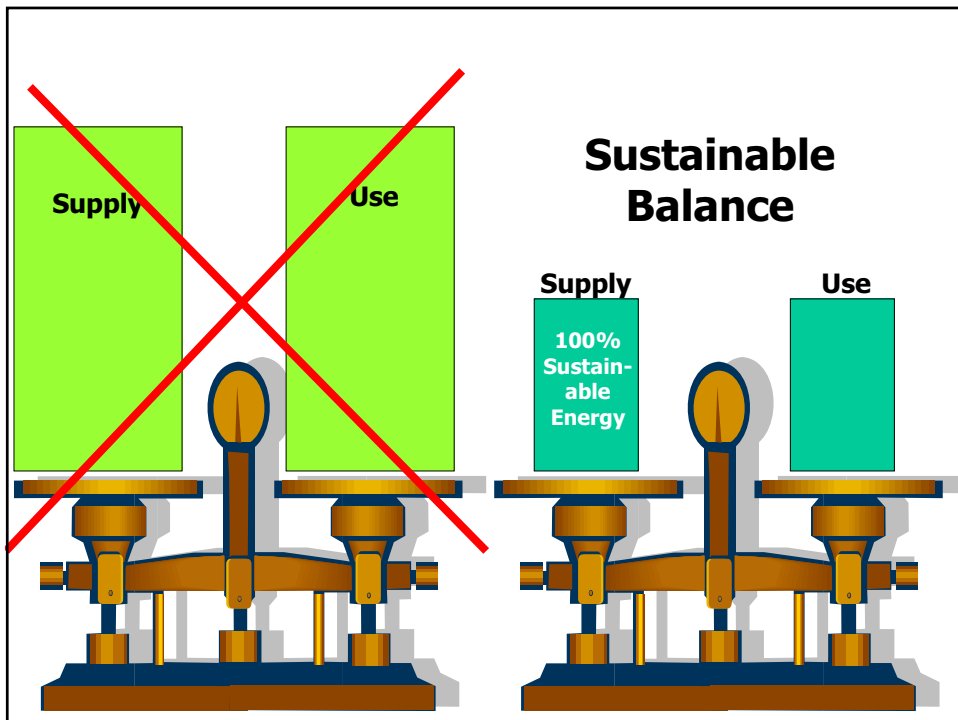 Supply
Use
Sustainable
Balance
Supply
Use
100%
Sustain-
able
Energy